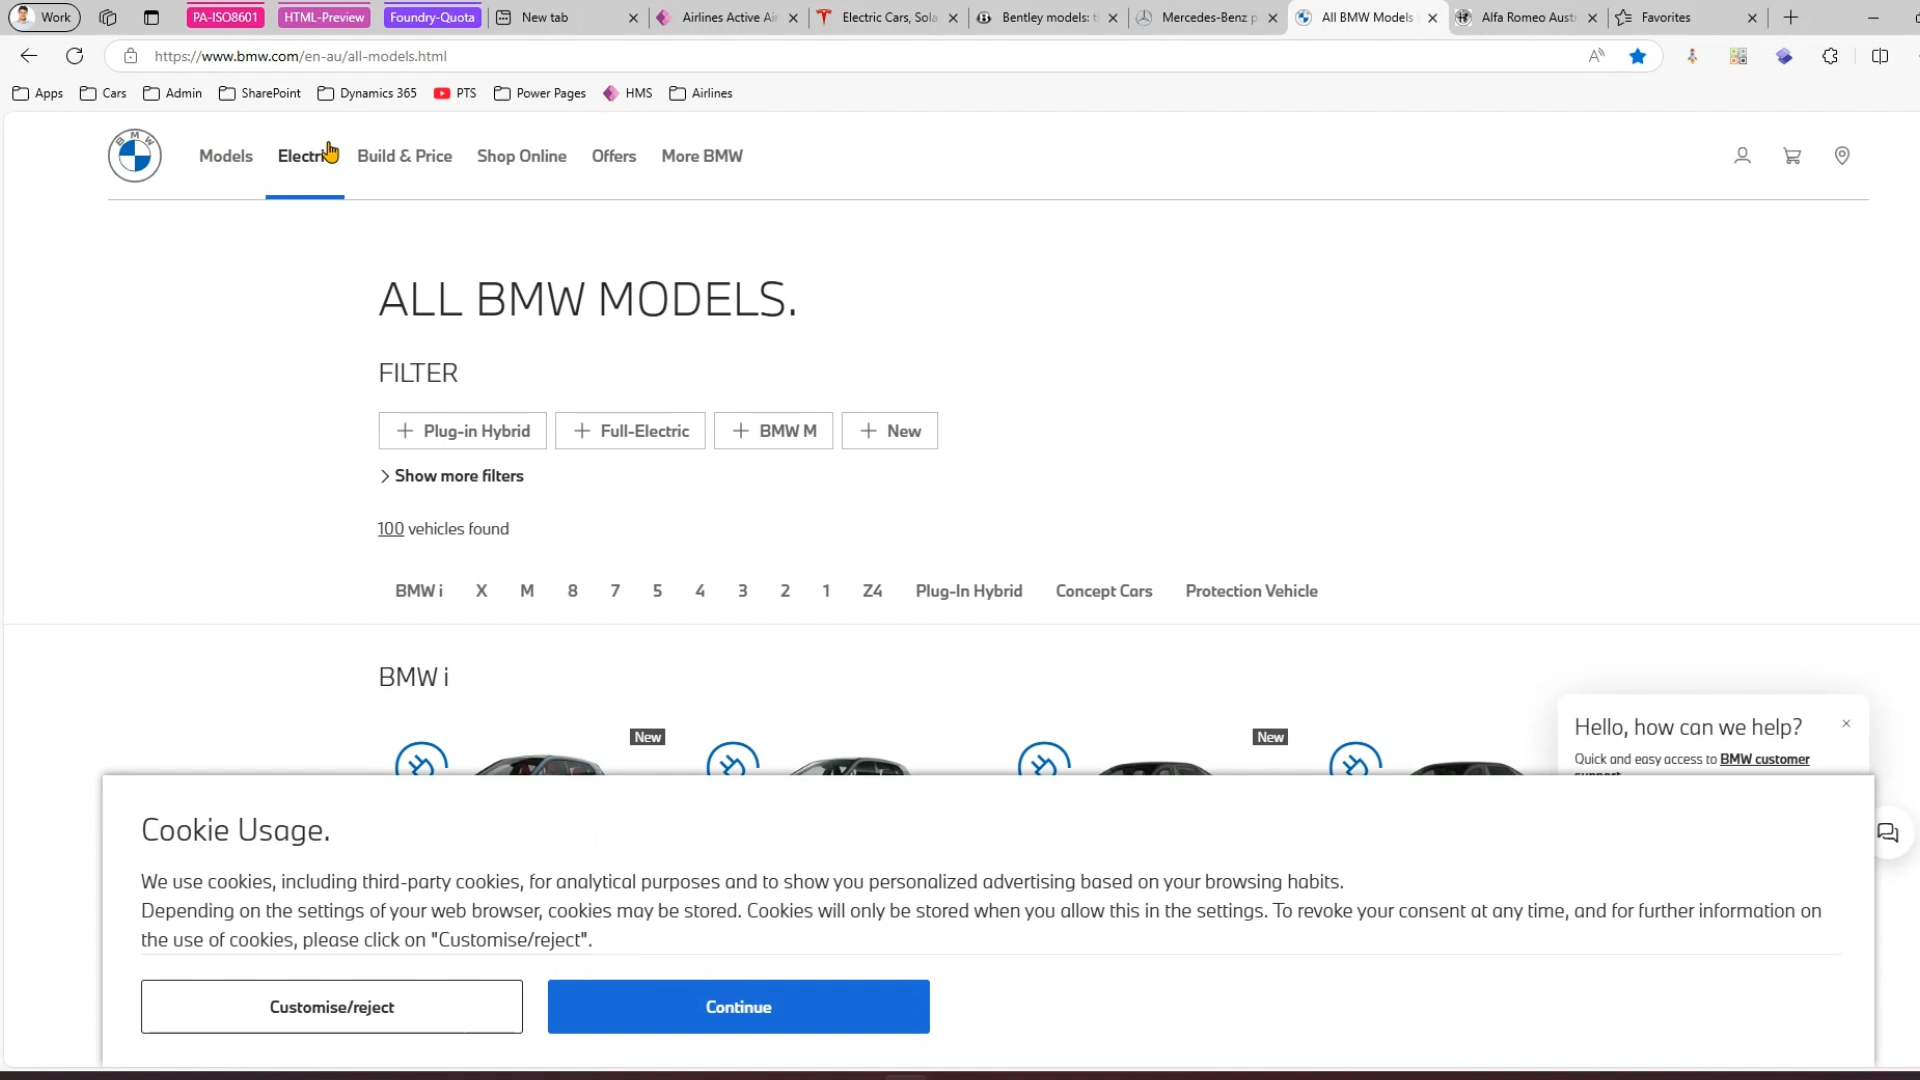 Work
PA-ISO8601
HTML-Preview
Foundry-Quota
New tab
Airlines Active Air
Electric Cars, Sola
Bentley models: t
Mercedes-Benz p
All BMW Models
Alfa Romeo Austr
Favorites
https://www.bmw.com/en-au/all-models.html
Apps
Cars
Admin
SharePoint
Dynamics 365
PTS
Power Pages
HMS
Airlines
BMW
Models
Electri
Build & Price
Shop Online
Offers
More BMW
ALL BMW MODELS.
FILTER
Plug-in Hybrid
Full-Electric
BMW M
New
Show more filters
100 vehicles found
BMW i
X
M
8
7
5
4
3
2
1
Z4
Plug-In Hybrid
Concept Cars
Protection Vehicle
BMW i
New
New
Hello, how can we help?
Quick and easy access to BMW customer
support
Cookie Usage.
We use cookies, including third-party cookies, for analytical purposes and to show you personalized advertising based on your browsing habits.
Depending on the settings of your web browser, cookies may be stored. Cookies will only be stored when you allow this in the settings. To revoke your consent at any time, and for further information on
the use of cookies, please click on "Customise/reject".
Customise/reject
Continue